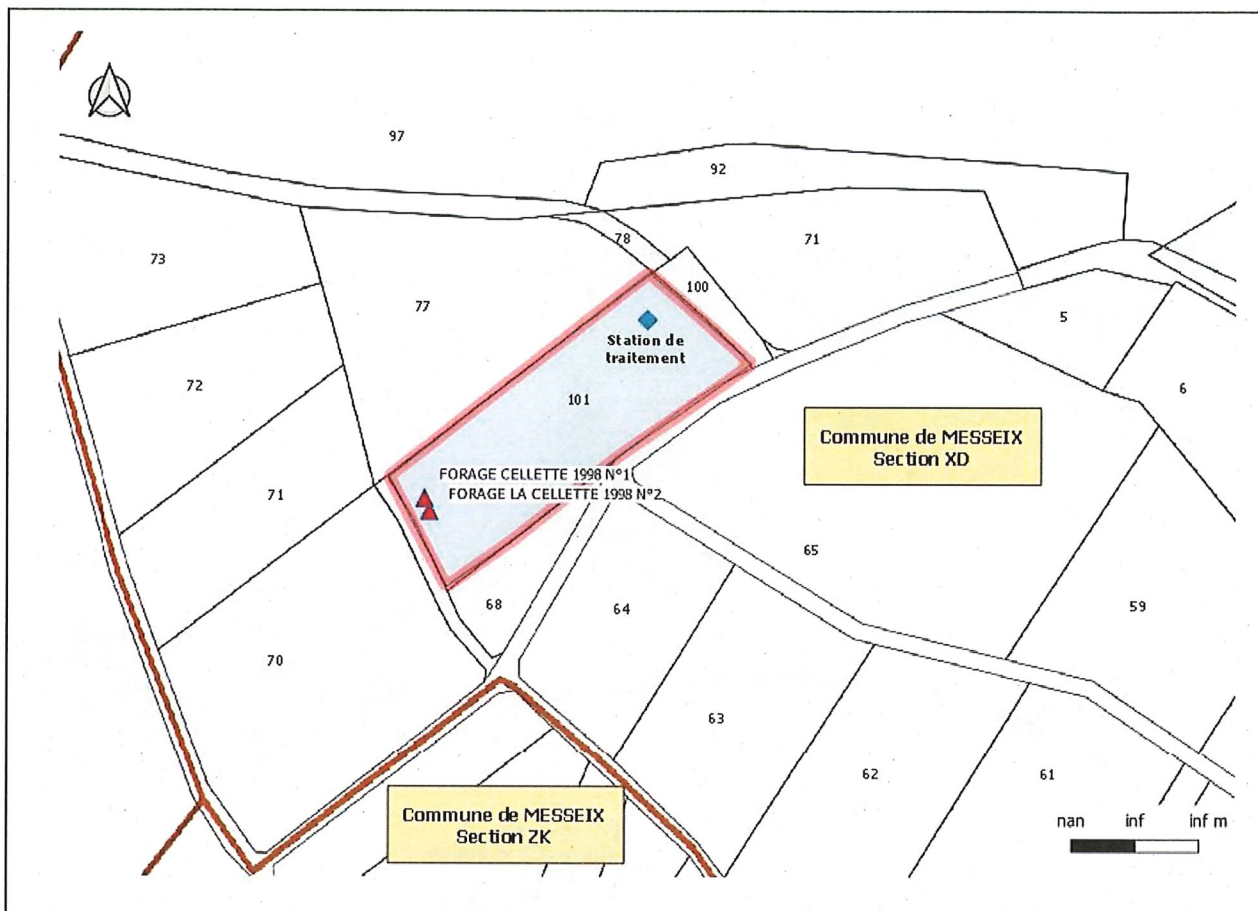 97
92
78
71
73
77
100
5
Station de
traitement
72
6
101
Commune de MESSEIX
Section XD
FORAGE CELLETTE 1998 N°1
FORAGE LA CELLETTE 1998 N°2
71
65
68
64
59
70
63
62
61
Commune de MESSEIX
Section ZK
nan inf inf m